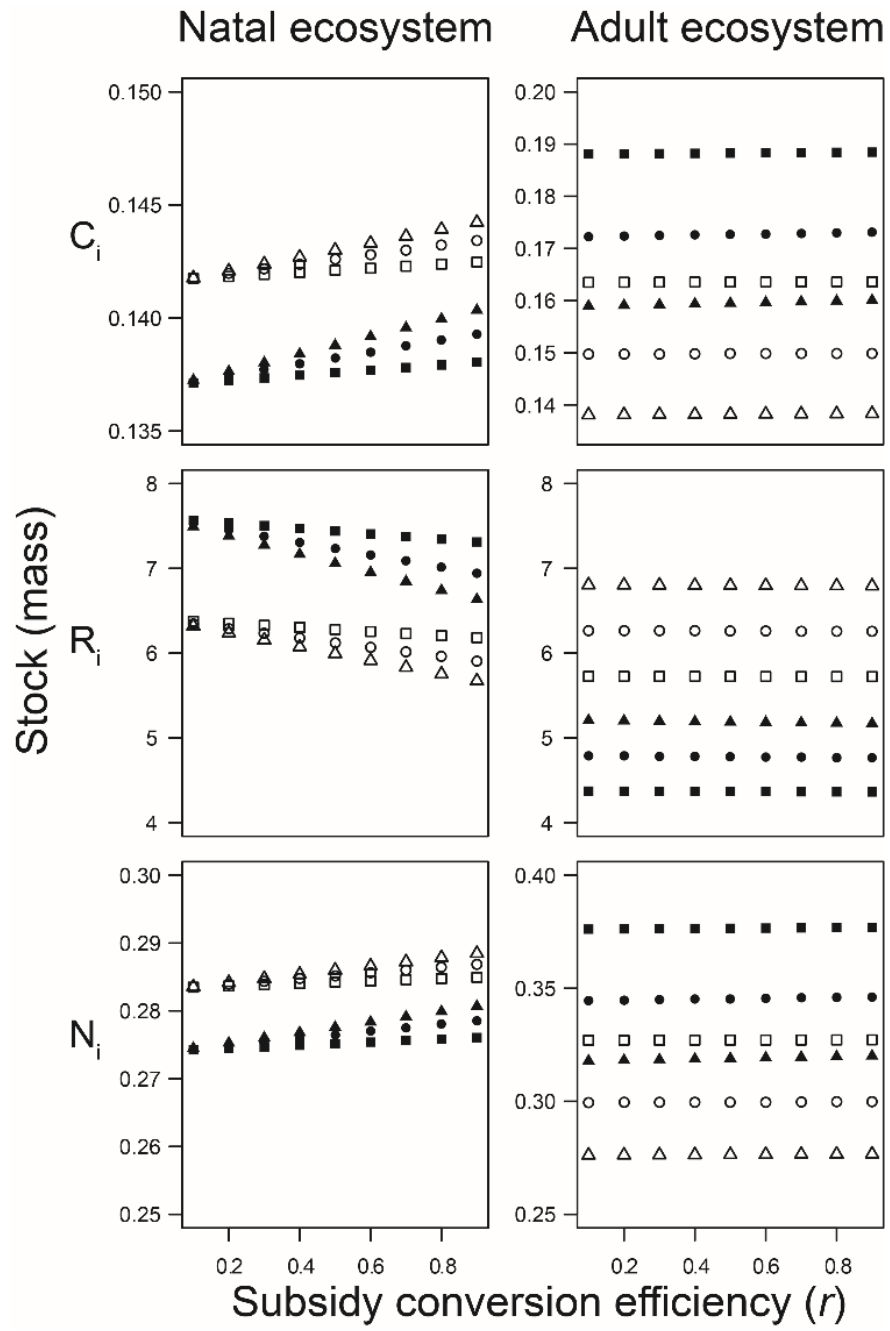 Natal ecosystem Adult ecosystem
0.150 0.20
0.19
0.145 0.18
C_i 0.17
0.140 0.16
0.15
0.135 0.14
8 8
7 7
R_i 6 6
5 5
4 4
Stock (mass)
0.30 0.40
0.29
0.28 0.35
N_i 0.27 0.30
0.26
0.25 0.25
0.2 0.4 0.6 0.8 0.2 0.4 0.6 0.8
Subsidy conversion efficiency (r)